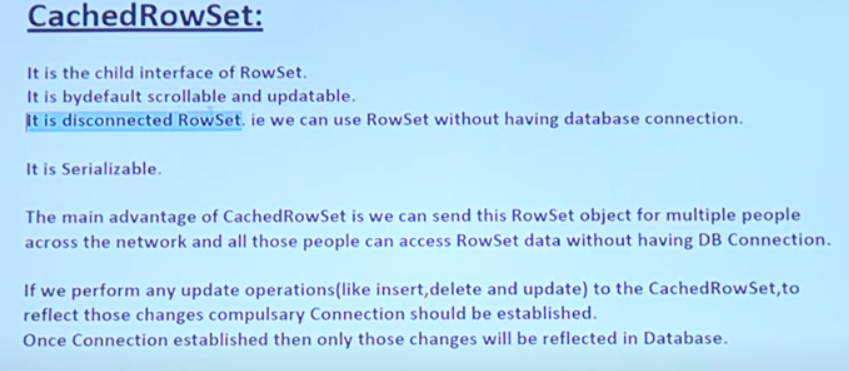 CachedRowSet:
It is the child interface of RowSet.
It is bydefault scrollable and updatable.
It is disconnected RowSet. ie we can use RowSet without having database connection.
It is Serializable.
The main advantage of CachedRowSet is we can send this RowSet object for multiple people
across the network and all those people can access RowSet data without having DB Connection.
If we perform any update operations(like insert,delete and update) to the CachedRowSet,to
reflect those changes compulsary Connection should be established.
Once Connection established then only those changes will be reflected in Database.